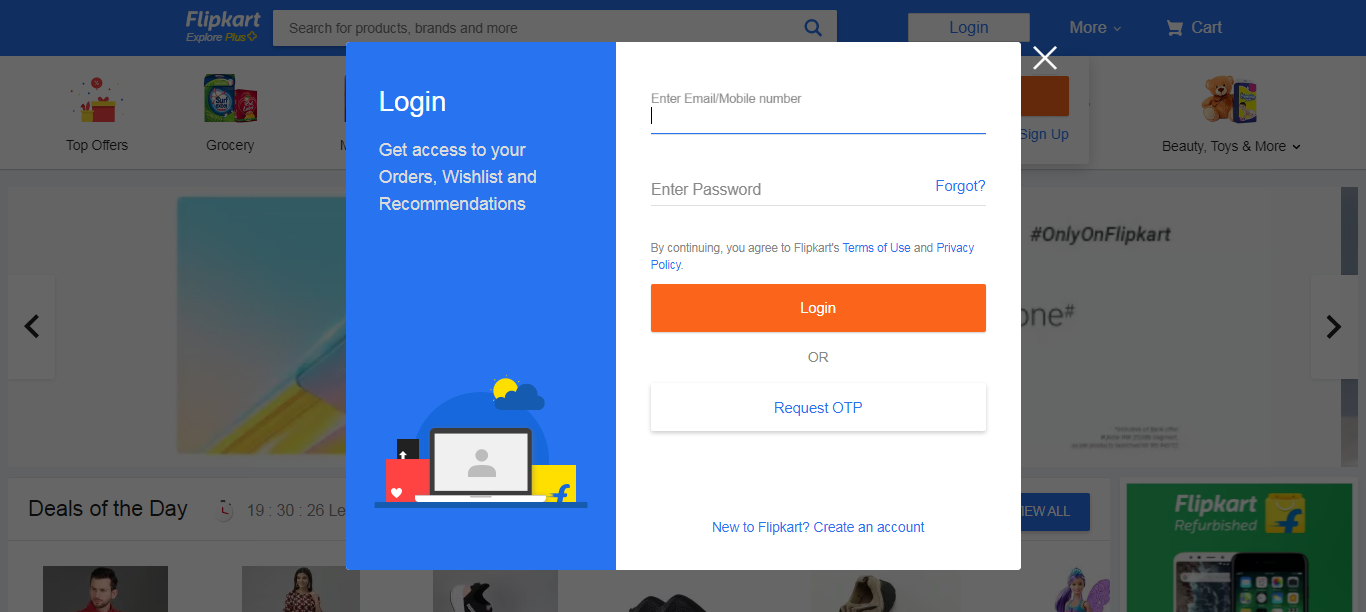 Flipkart
Explore Plus
Search for products, brands and more
Login
More
Cart
Top Offers
Grocery
Sign Up
Beauty, Toys & More
Login
Get access to your
Orders, Wishlist and
Recommendations
Enter Email/Mobile number
Enter Password
Forgot?
By continuing, you agree to Flipkart's Terms of Use and Privacy
Policy.
Login
OR
Request OTP
New to Flipkart? Create an account
#OnlyOnFlipkart
Deals of the Day
19 : 30 : 26 Le
IEW ALL
Flipkart
Refurbished